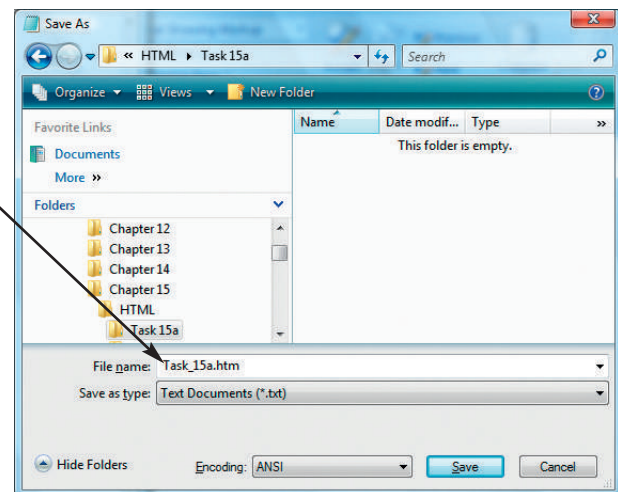 Save As
« HTML ▸ Task 15a
Search
Organize Views New Folder
Favorite Links
Documents
More »
Folders
Chapter 12
Chapter 13
Chapter 14
Chapter 15
HTML
Task 15a
Name Date modif... Type »
This folder is empty.
File name: Task_15a.htm
Save as type: Text Documents (*.txt)
Hide Folders
Encoding: ANSI
Save
Cancel